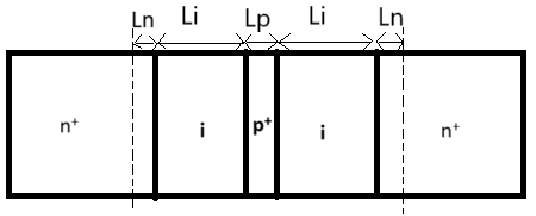 Ln Li Lp Li Ln
n⁺ i p⁺ i n⁺